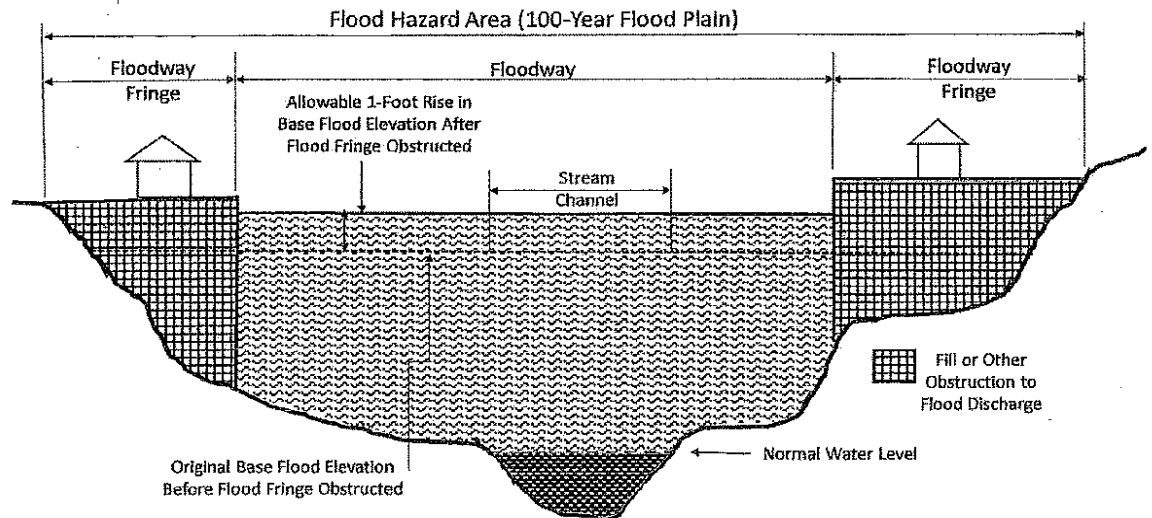 Flood Hazard Area (100-Year Flood Plain)
Floodway
Fringe
Floodway
Floodway
Fringe
Allowable 1-Foot Rise in
Base Flood Elevation After
Flood Fringe Obstructed
Stream
Channel
Fill or Other
Obstruction to
Flood Discharge
Normal Water Level
Original Base Flood Elevation
Before Flood Fringe Obstructed